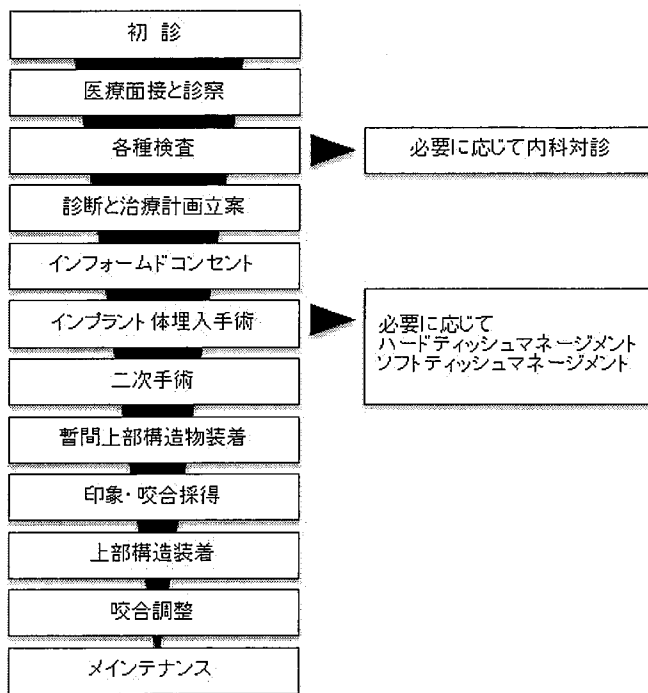 初 診
医療面接と診察
各種検査
必要に応じて内科対診
診断と治療計画立案
インフォームドコンセント
インプラント体埋入手術
必要に応じて
ハードティッシュマネージメント
ソフトティッシュマネージメント
二次手術
暫間上部構造物装着
印象・咬合採得
上部構造装着
咬合調整
メインテナンス